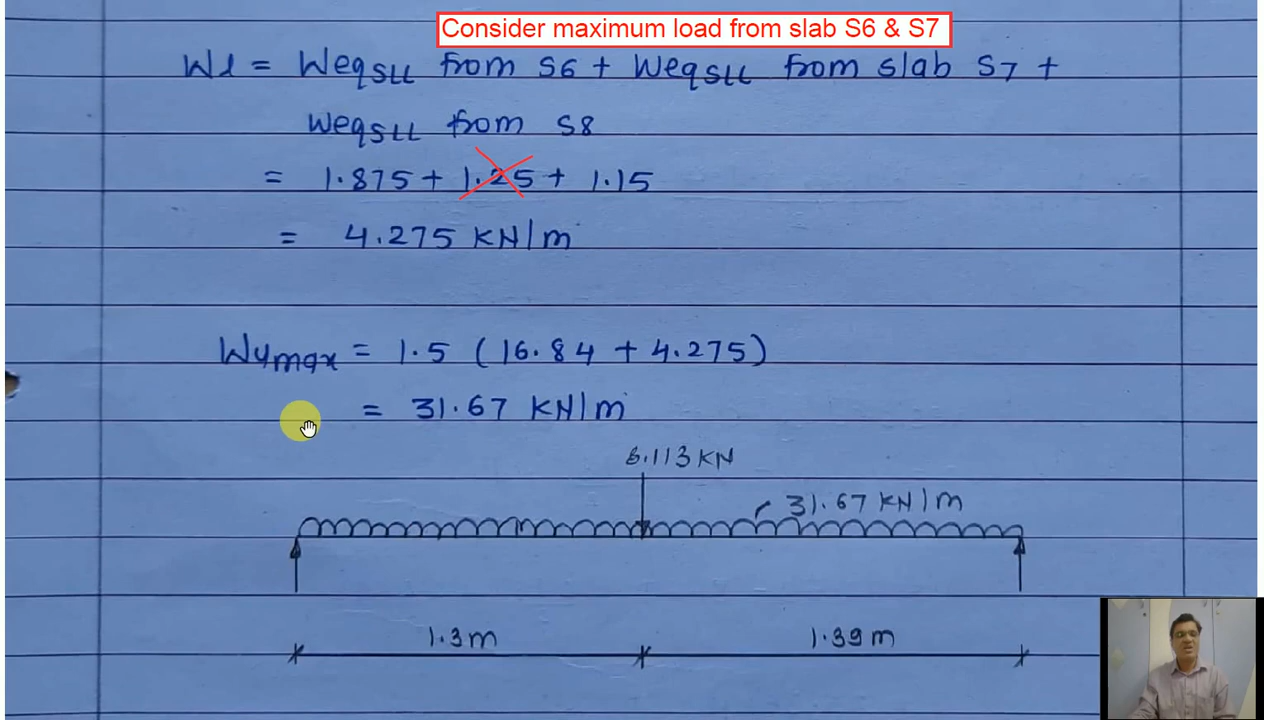 Consider maximum load from slab S6 & S7
Wl = WeqSLL from S6 + WeqSLL from slab S7 +
WeqSLL from S8
= 1.875 + 1.25 + 1.15
= 4.275 KN/m
Wumax = 1.5 (16.84 + 4.275)
= 31.67 KN/m
6.113 KN
31.67 KN/m
1.3m
1.39m